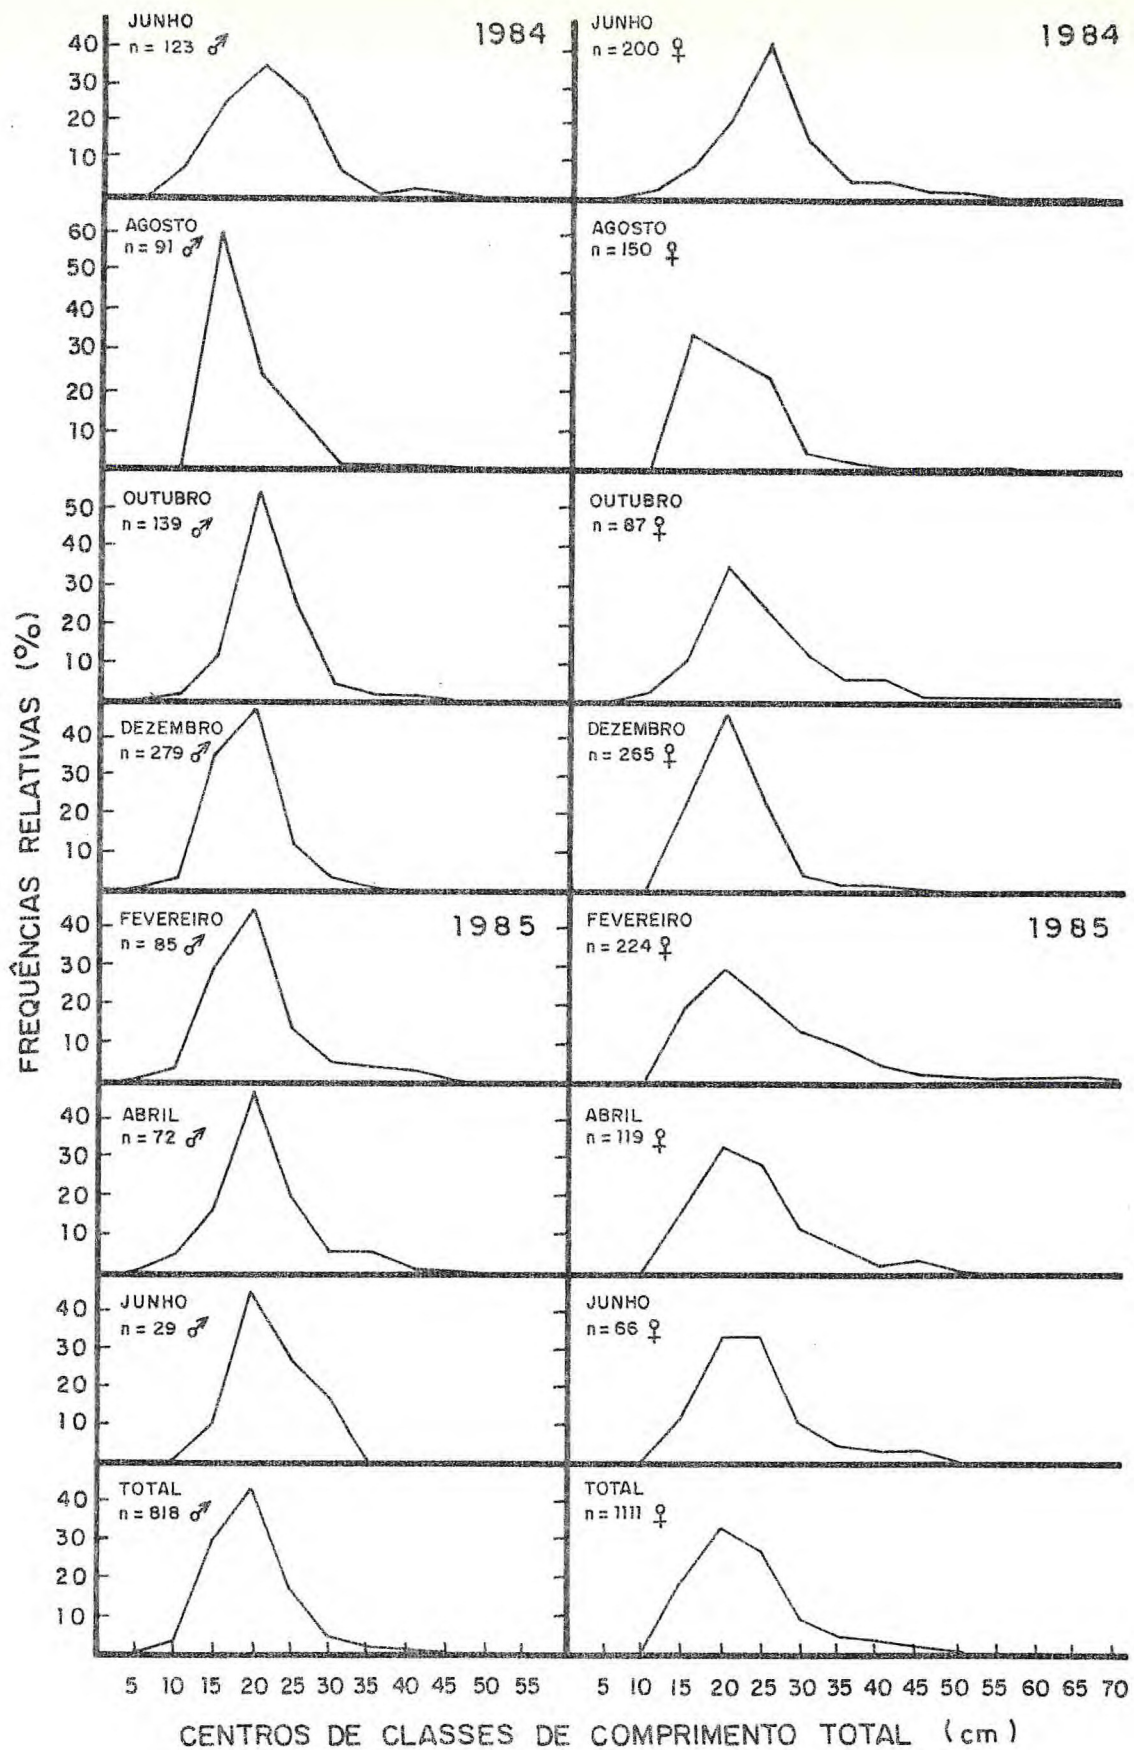 JUNHO
n = 123 ♂
1984
40
30
20
10
JUNHO
n = 200 ♀
1984
AGOSTO
n = 91 ♂
60
50
40
30
20
10
AGOSTO
n = 150 ♀
OUTUBRO
n = 139 ♂
50
40
30
20
10
OUTUBRO
n = 87 ♀
DEZEMBRO
n = 279 ♂
40
30
20
10
DEZEMBRO
n = 265 ♀
FEVEREIRO
n = 85 ♂
1985
40
30
20
10
FEVEREIRO
n = 224 ♀
1985
ABRIL
n = 72 ♂
40
30
20
10
ABRIL
n = 119 ♀
JUNHO
n = 29 ♂
40
30
20
10
JUNHO
n = 66 ♀
TOTAL
n = 818 ♂
40
30
20
10
TOTAL
n = 1111 ♀
5 10 15 20 25 30 35 40 45 50 55
5 10 15 20 25 30 35 40 45 50 55 60 65 70
FREQUÊNCIAS RELATIVAS (%)
CENTROS DE CLASSES DE COMPRIMENTO TOTAL (cm)